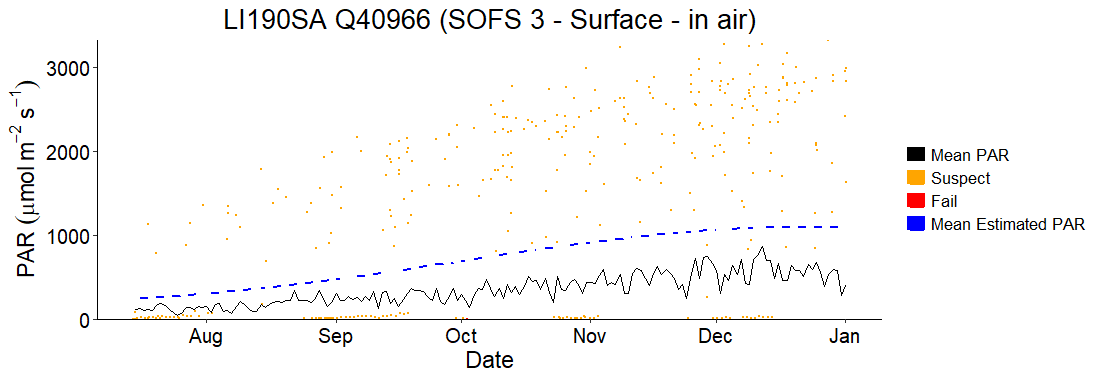 LI190SA Q40966 (SOFS 3 - Surface - in air)
3000
2000
1000
0
PAR (μmol m⁻² s⁻¹)
Aug Sep Oct Nov Dec Jan
Date
Mean PAR
Suspect
Fail
Mean Estimated PAR